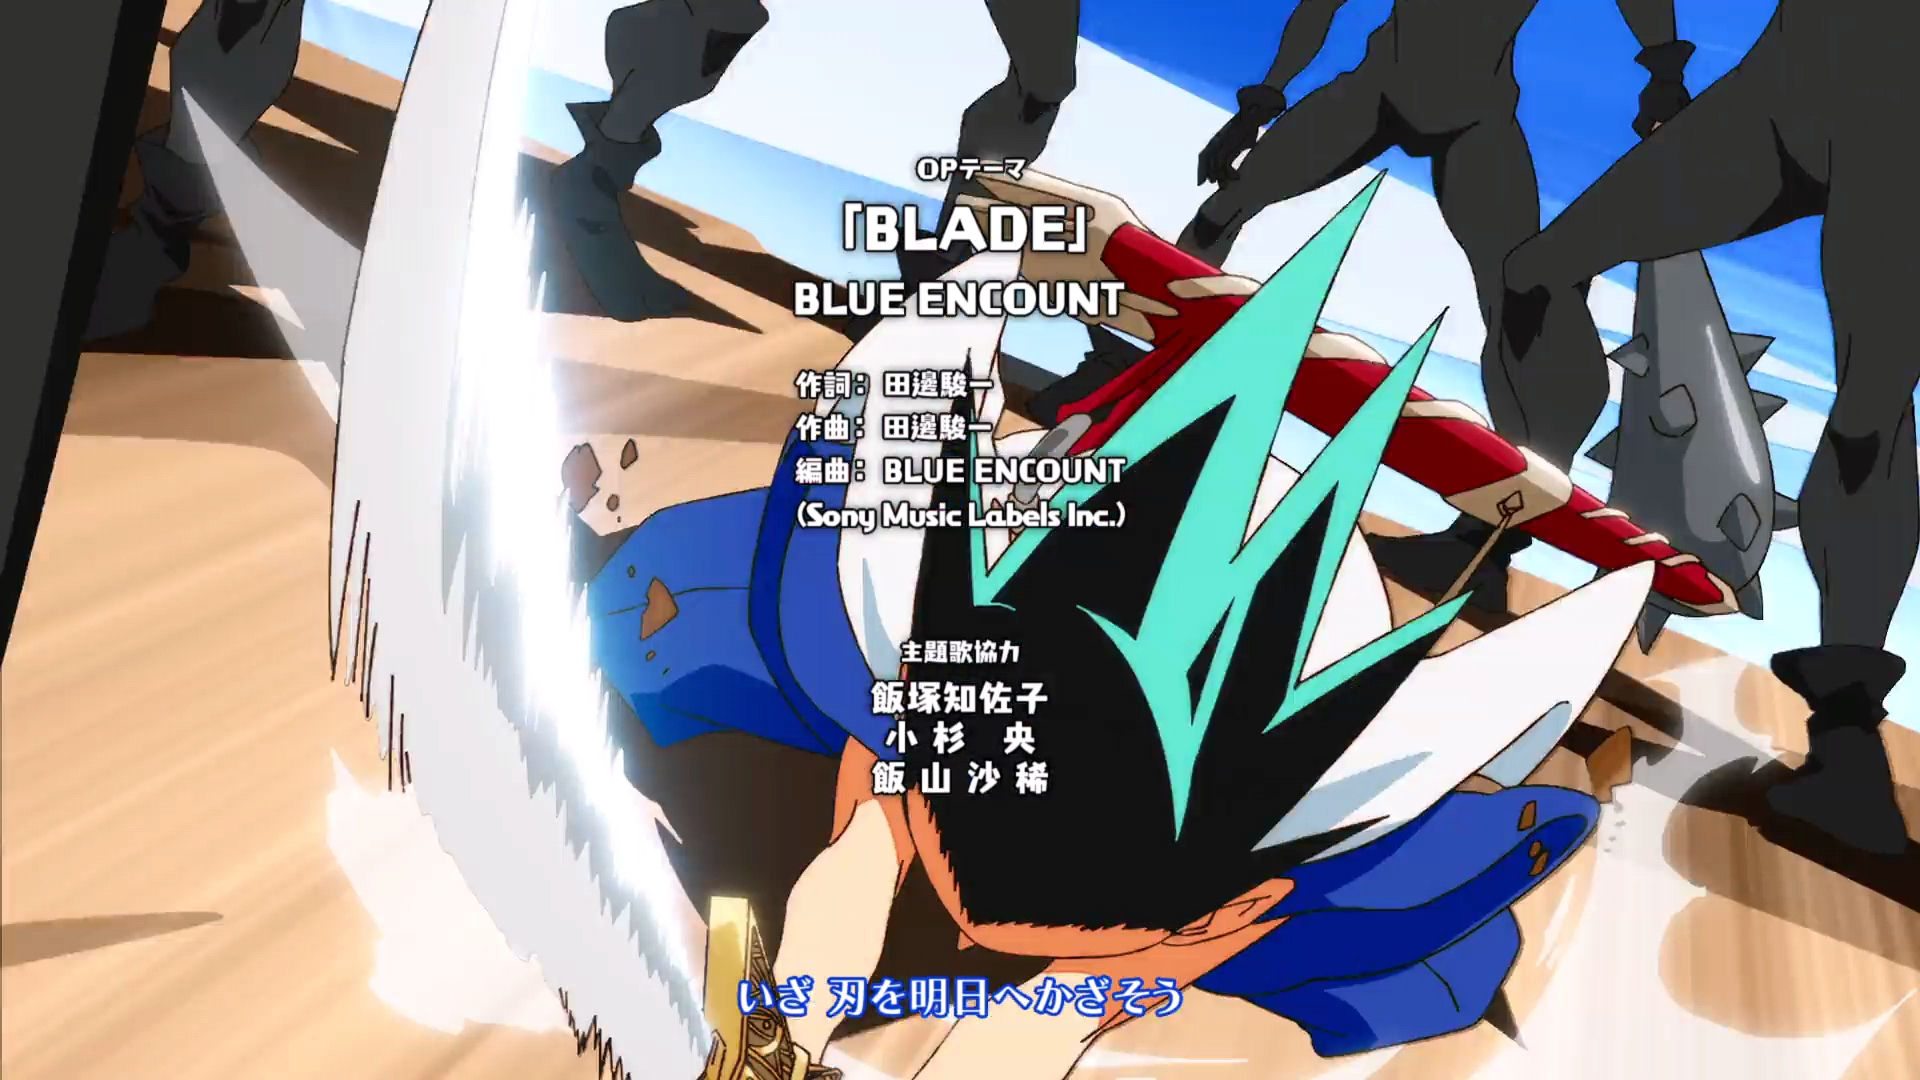 OPテーマ
「BLADE」
BLUE ENCOUNT
作詞: 田邊駿一
作曲: 田邊駿一
編曲: BLUE ENCOUNT
(Sony Music Labels Inc.)
主題歌協力
飯塚知佐子
小杉 央
飯山沙稀
いざ 刃を明日へかざそう